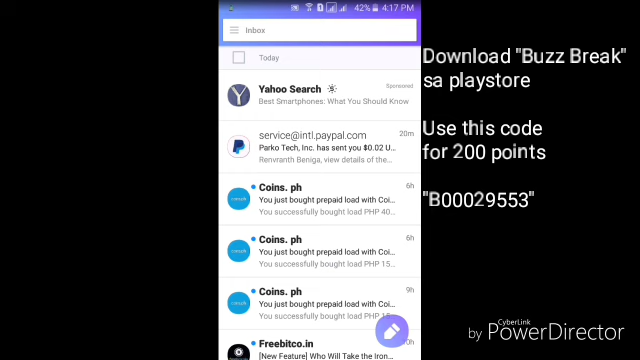 42% 4:17 PM
Inbox
Today
Yahoo Search
Sponsored
Best Smartphones: What You Should Know
service@intl.paypal.com
20m
Parko Tech, Inc. has sent you $0.02 U...
Renvranth Beniga, view details of the...
Coins. ph
6h
You just bought prepaid load with Coi...
You successfully bought load PHP 40...
Coins. ph
6h
You just bought prepaid load with Coi...
You successfully bought load PHP 15...
Coins. ph
9h
You just bought prepaid load with Coi...
You successfully bought load PHP
Freebitco.in
[New Feature] Who Will Take the Iron...
Download "Buzz Break"
sa playstore
Use this code
for 200 points
"B00029553"
by CyberLink
PowerDirector